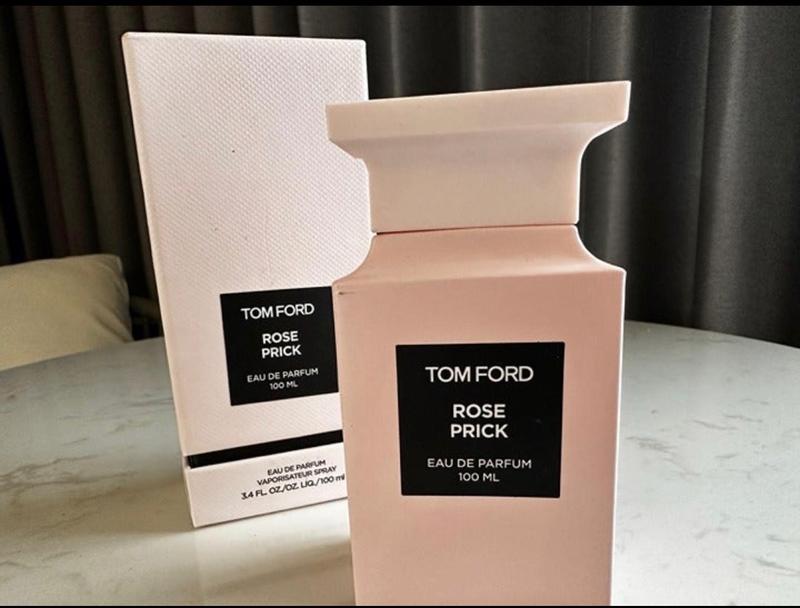 TOM FORD
ROSE
PRICK
EAU DE PARFUM
100 ML
EAU DE PARFUM
VAPORISATEUR SPRAY
3.4 FL. OZ./OZ. LIQ./100 ml
TOM FORD
ROSE
PRICK
EAU DE PARFUM
100 ML